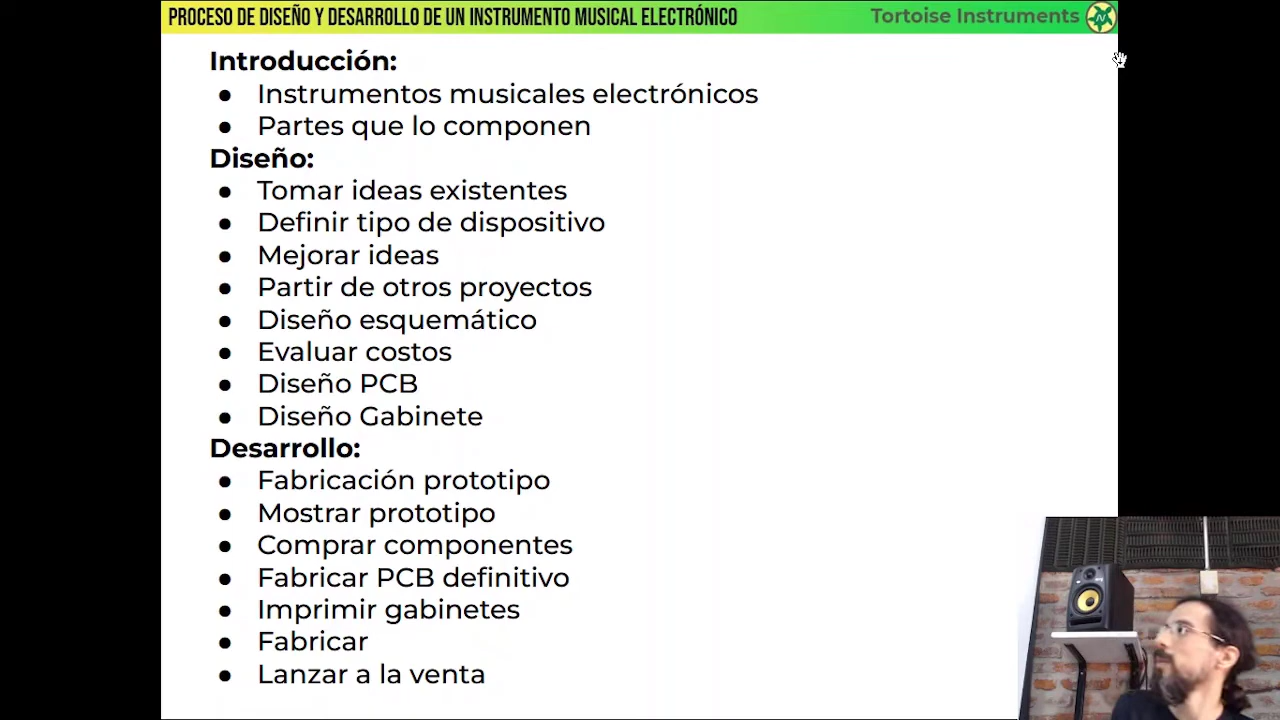 PROCESO DE DISEÑO Y DESARROLLO DE UN INSTRUMENTO MUSICAL ELECTRÓNICO
Tortoise Instruments
Introducción:
● Instrumentos musicales electrónicos
● Partes que lo componen
Diseño:
● Tomar ideas existentes
● Definir tipo de dispositivo
● Mejorar ideas
● Partir de otros proyectos
● Diseño esquemático
● Evaluar costos
● Diseño PCB
● Diseño Gabinete
Desarrollo:
● Fabricación prototipo
● Mostrar prototipo
● Comprar componentes
● Fabricar PCB definitivo
● Imprimir gabinetes
● Fabricar
● Lanzar a la venta